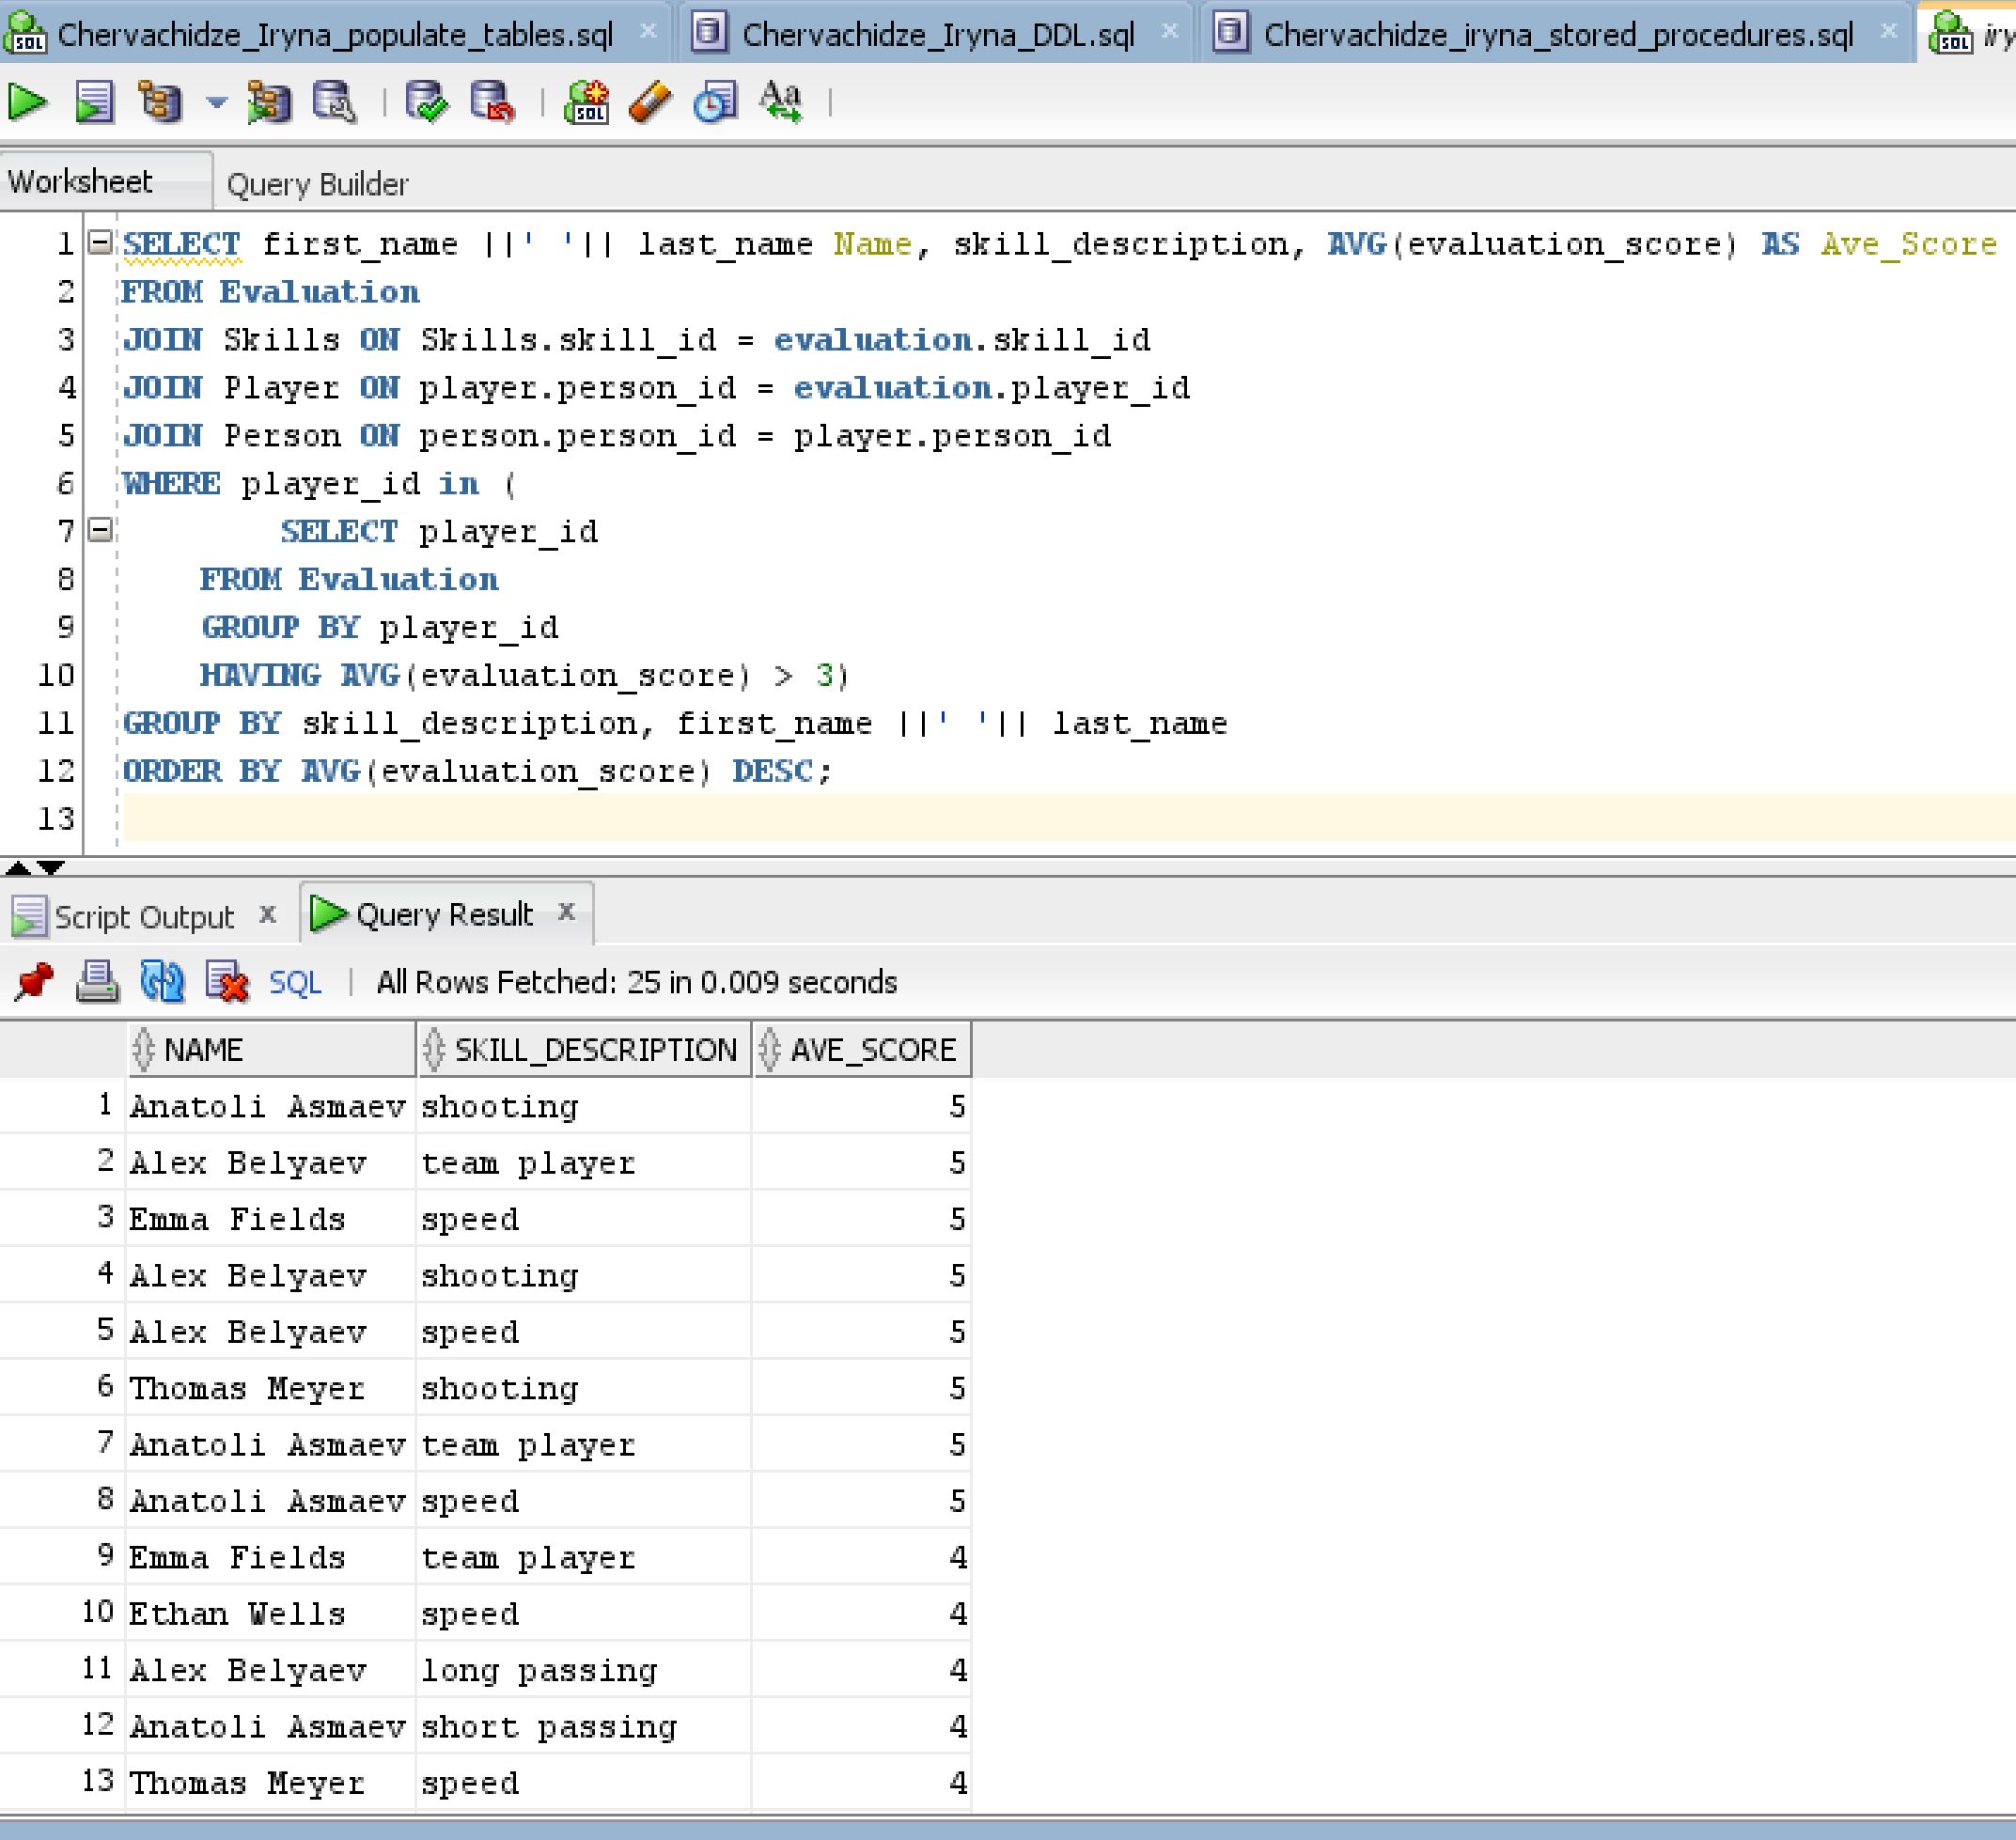 Chervachidze_Iryna_populate_tables.sql x Chervachidze_Iryna_DDL.sql x Chervachidze_iryna_stored_procedures.sql x iry
SQL Aa
Worksheet Query Builder
1 SELECT first_name ||' '|| last_name Name, skill_description, AVG(evaluation_score) AS Ave_Score
2 FROM Evaluation
3 JOIN Skills ON Skills.skill_id = evaluation.skill_id
4 JOIN Player ON player.person_id = evaluation.player_id
5 JOIN Person ON person.person_id = player.person_id
6 WHERE player_id in (
7 SELECT player_id
8 FROM Evaluation
9 GROUP BY player_id
10 HAVING AVG(evaluation_score) > 3)
11 GROUP BY skill_description, first_name ||' '|| last_name
12 ORDER BY AVG(evaluation_score) DESC;
13
Script Output x Query Result x
SQL | All Rows Fetched: 25 in 0.009 seconds
NAME SKILL_DESCRIPTION AVE_SCORE
1 Anatoli Asmaev shooting 5
2 Alex Belyaev team player 5
3 Emma Fields speed 5
4 Alex Belyaev shooting 5
5 Alex Belyaev speed 5
6 Thomas Meyer shooting 5
7 Anatoli Asmaev team player 5
8 Anatoli Asmaev speed 5
9 Emma Fields team player 4
10 Ethan Wells speed 4
11 Alex Belyaev long passing 4
12 Anatoli Asmaev short passing 4
13 Thomas Meyer speed 4